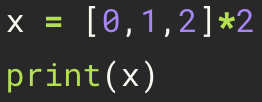 x = [0,1,2]*2
print(x)